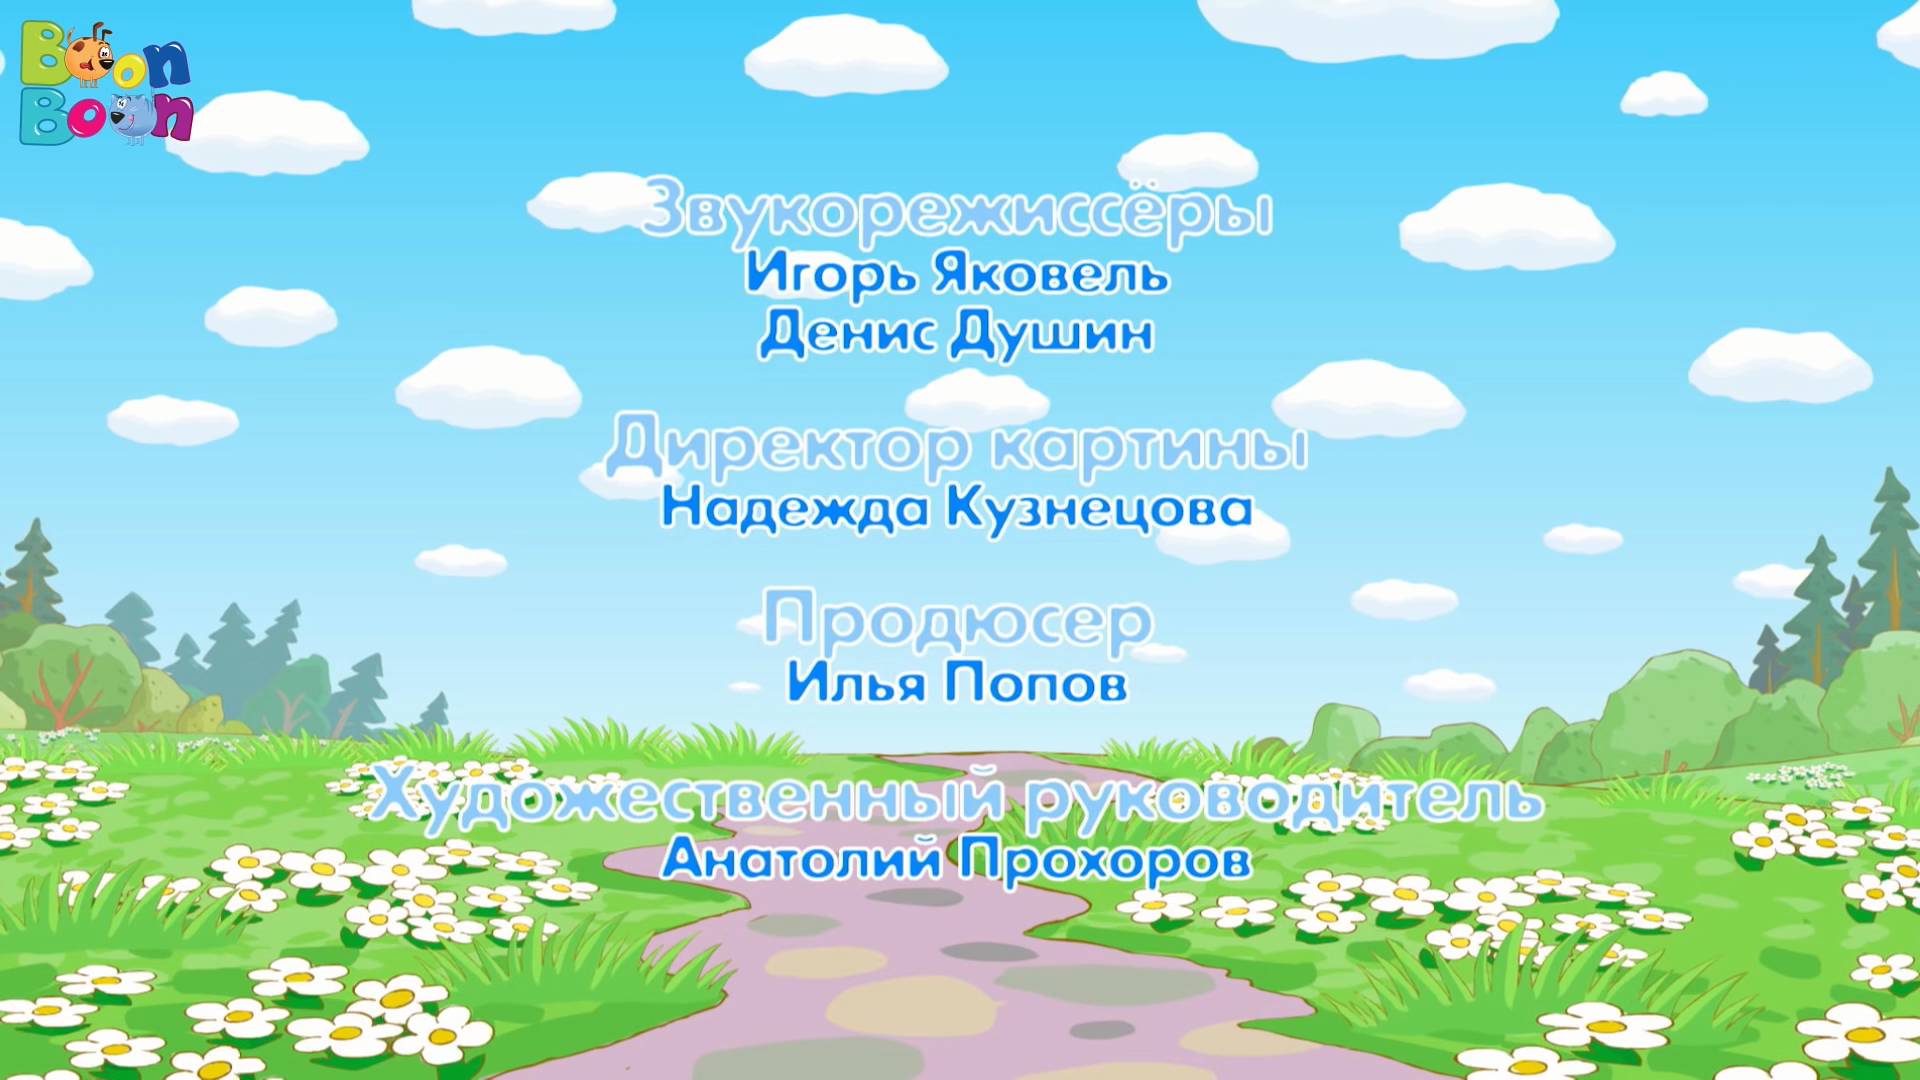 Boon
Boon
Звукорежиссёры
Игорь Яковель
Денис Душин
Директор картины
Надежда Кузнецова
Продюсер
Илья Попов
Художественный руководитель
Анатолий Прохоров